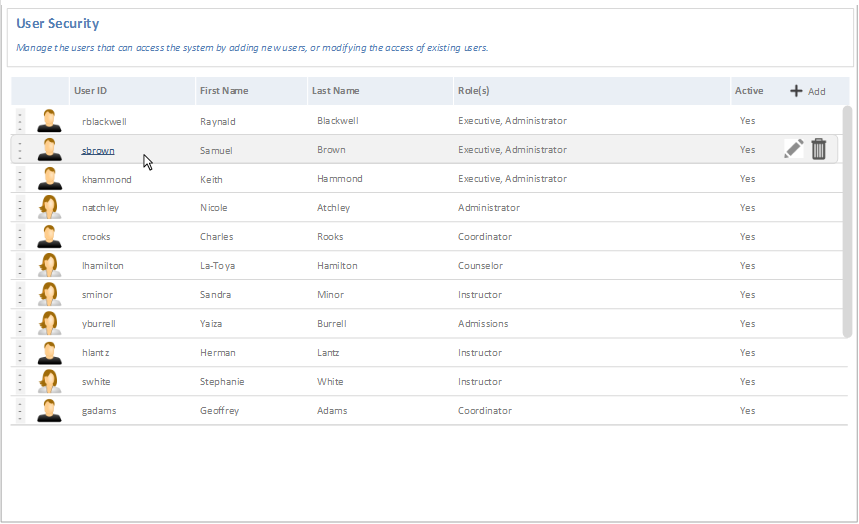 User Security
Manage the users that can access the system by adding new users, or modifying the access of existing users.
User ID First Name Last Name Role(s) Active Add
rblackwell Raynald Blackwell Executive, Administrator Yes
sbrown Samuel Brown Executive, Administrator Yes
khammond Keith Hammond Executive, Administrator Yes
natchley Nicole Atchley Administrator Yes
crooks Charles Rooks Coordinator Yes
lhamilton La-Toya Hamilton Counselor Yes
sminor Sandra Minor Instructor Yes
yburrell Yaiza Burrell Admissions Yes
hlantz Herman Lantz Instructor Yes
swhite Stephanie White Instructor Yes
gadams Geoffrey Adams Coordinator Yes